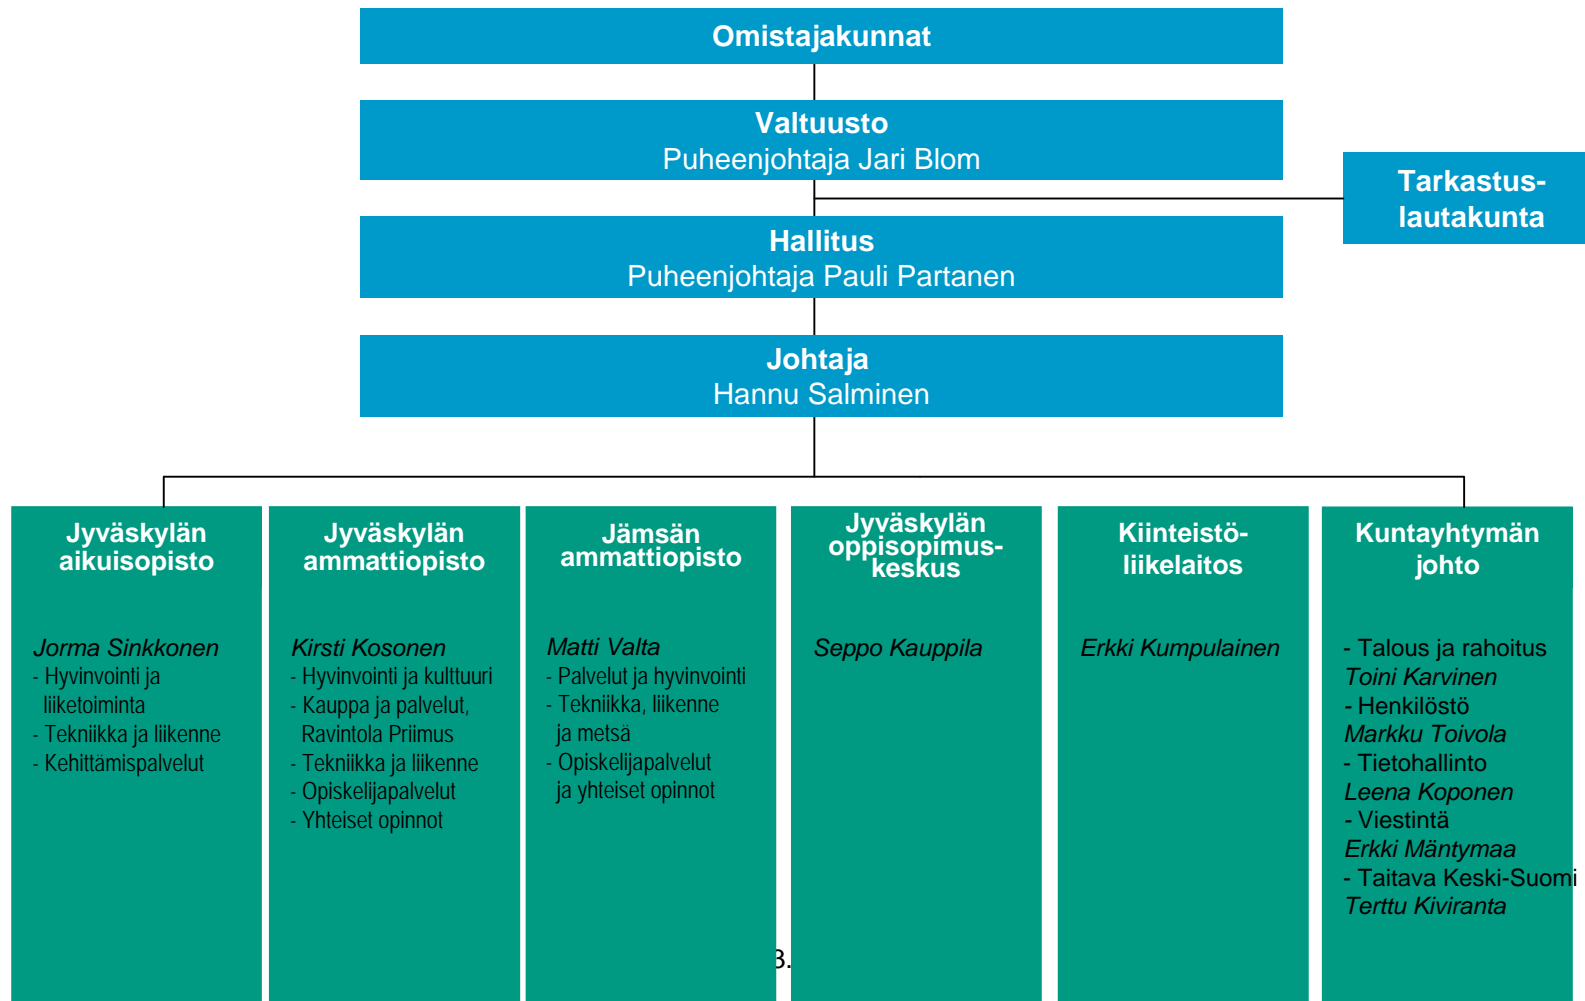 Omistajakunnat
Valtuusto
Puheenjohtaja Jari Blom
Tarkastus-
lautakunta
Hallitus
Puheenjohtaja Pauli Partanen
Johtaja
Hannu Salminen
Jyväskylän
aikuisopisto
Jorma Sinkkonen
- Hyvinvointi ja
liiketoiminta
- Tekniikka ja liikenne
- Kehittämispalvelut
Jyväskylän
ammattiopisto
Kirsti Kosonen
- Hyvinvointi ja kulttuuri
- Kauppa ja palvelut,
Ravintola Priimus
- Tekniikka ja liikenne
- Opiskelijapalvelut
- Yhteiset opinnot
Jämsän
ammattiopisto
Matti Valta
- Palvelut ja hyvinvointi
- Tekniikka, liikenne
ja metsä
- Opiskelijapalvelut
ja yhteiset opinnot
Jyväskylän
oppisopimus-
keskus
Seppo Kauppila
Kiinteistö-
liikelaitos
Erkki Kumpulainen
Kuntayhtymän
johto
- Talous ja rahoitus
Toini Karvinen
- Henkilöstö
Markku Toivola
- Tietohallinto
Leena Koponen
- Viestintä
Erkki Mäntymaa
- Taitava Keski-Suomi
Terttu Kiviranta